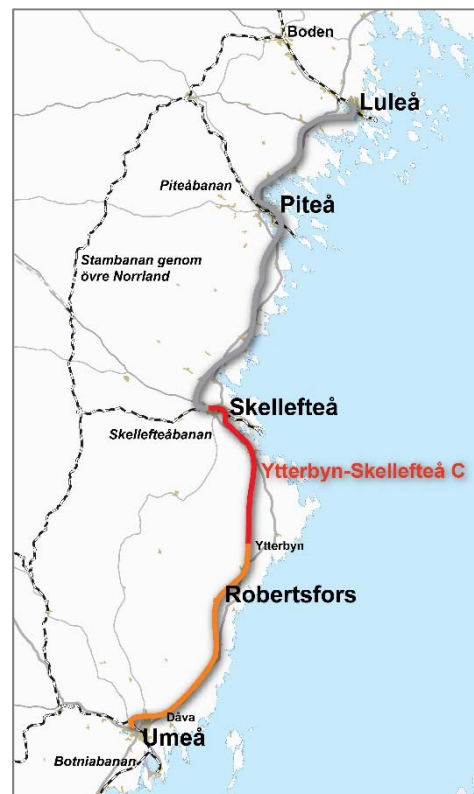 Boden
Luleå
Piteåbanan
Piteå
Stambanan genom
övre Norrland
Skellefteå
Skellefteåbanan
Ytterbyn-Skellefteå C
Ytterbyn
Robertsfors
Dåva
Umeå
Botniabanan